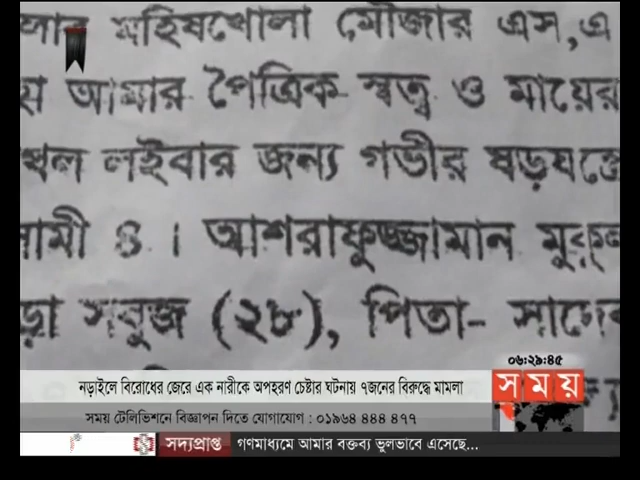 লার মহিষখোলা মৌজার এস,এ
আমার পৈত্রিক স্বত্ব ও মায়ের
খল লইবার জন্য গভীর ষড়যন্ত্রে
ামী ৪। আশরাফুজ্জামান মুকুল
ড়া সবুজ (২৮), পিতা- সাদেক
০৬:২৯:৪৫
নড়াইলে বিরোধের জেরে এক নারীকে অপহরণ চেষ্টার ঘটনায় ৭জনের বিরুদ্ধে মামলা
সময়
সময় টেলিভিশনে বিজ্ঞাপন দিতে যোগাযোগ : ০১৯৬৪ ৪৪৪ ৪৭৭
সদ্যপ্রাপ্ত গণমাধ্যমে আমার বক্তব্য ভুলভাবে এসেছে...